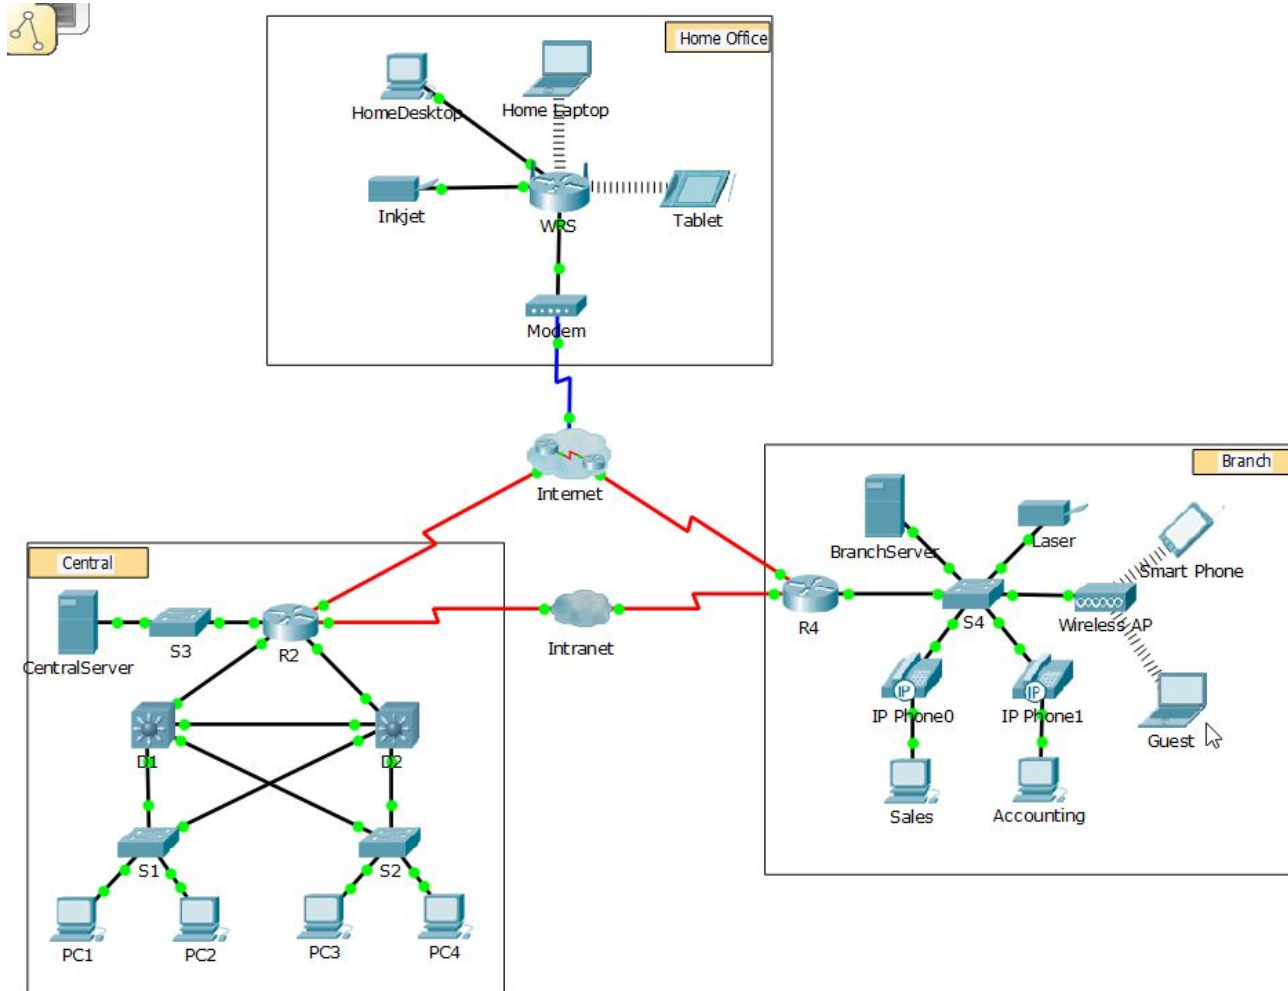 Home Office
HomeDesktop
Home Laptop
Inkjet
WRS
Tablet
Modem
Internet
Branch
BranchServer
Laser
Smart Phone
R4
S4
Wireless AP
IP
IP Phone0
IP
IP Phone1
Guest
Sales
Accounting
Intranet
Central
CentralServer
S3
R2
D1
D2
S1
S2
PC1
PC2
PC3
PC4